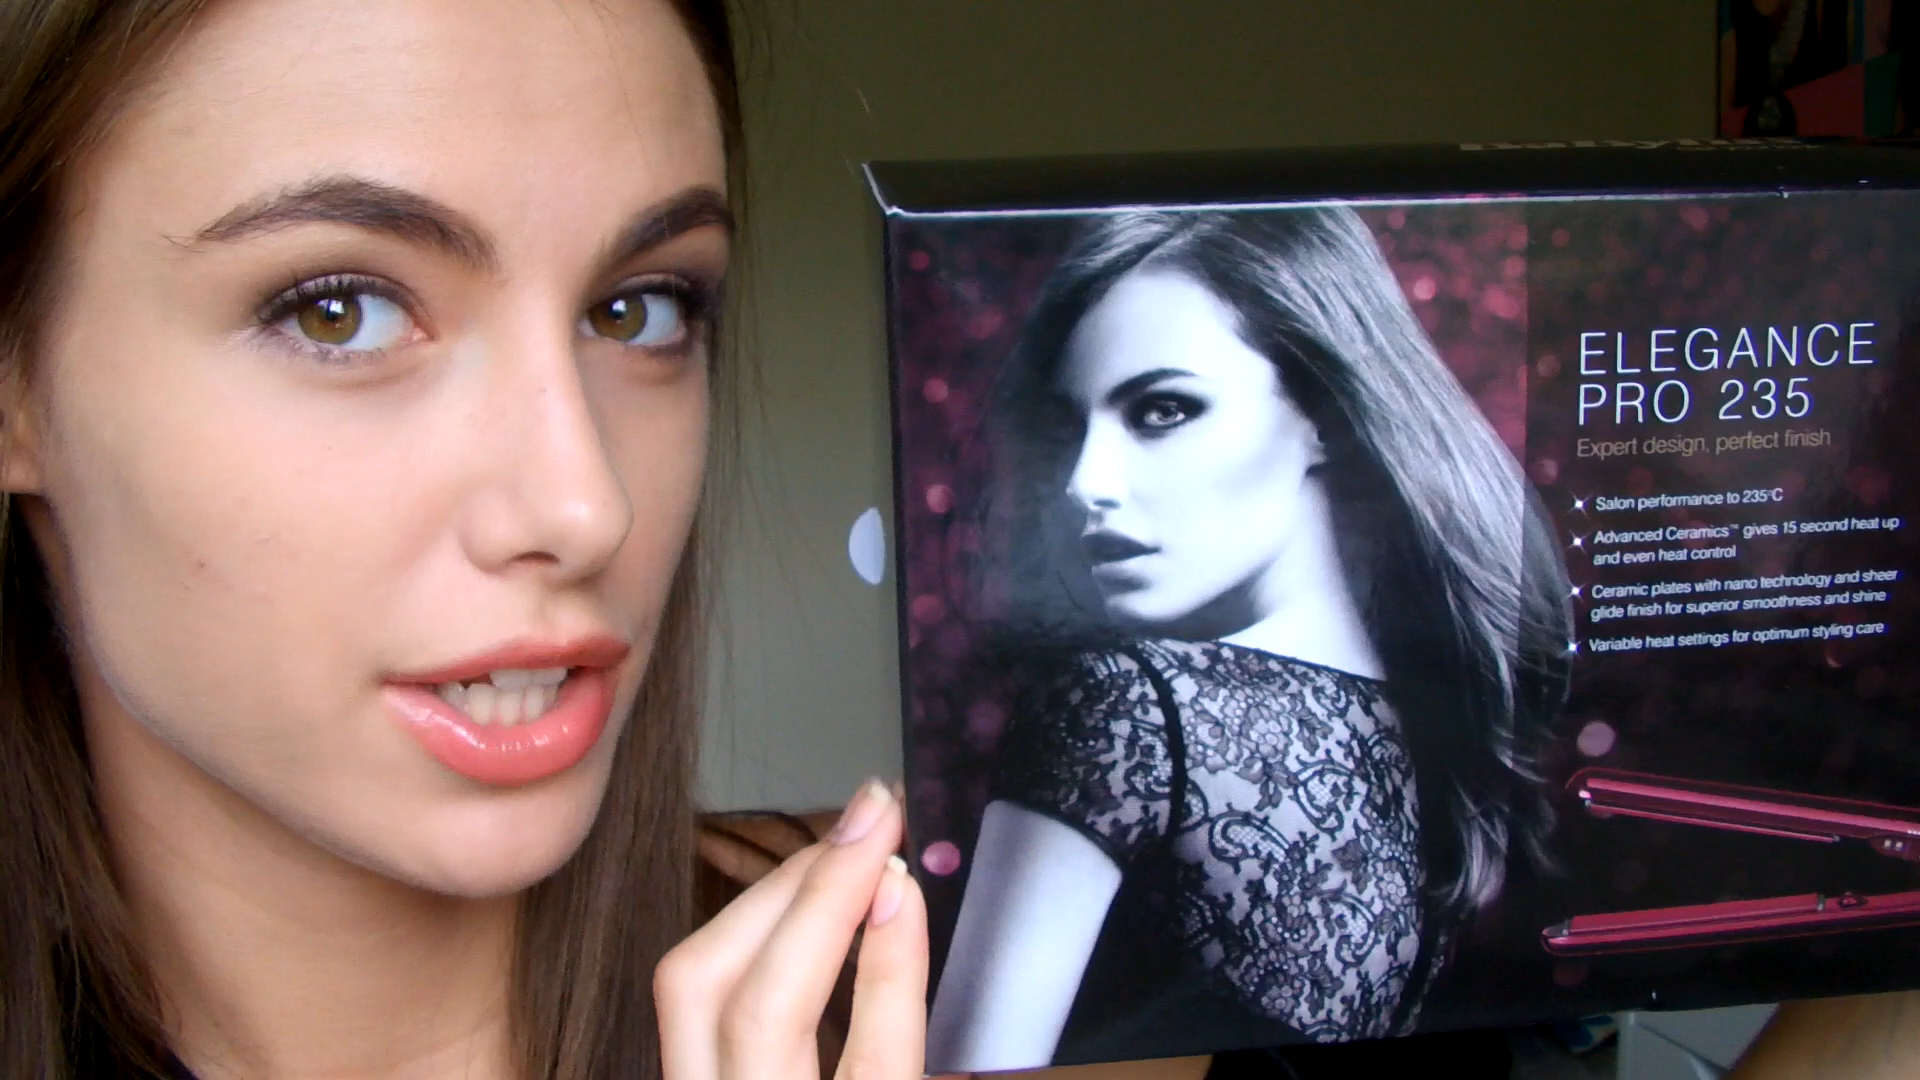 ELEGANCE
PRO 235
Expert design, perfect finish
Salon performance to 235°C
Advanced Ceramics™ gives 15 second heat up
and even heat control
Ceramic plates with nano technology and sheer
glide finish for superior smoothness and shine
Variable heat settings for optimum styling care